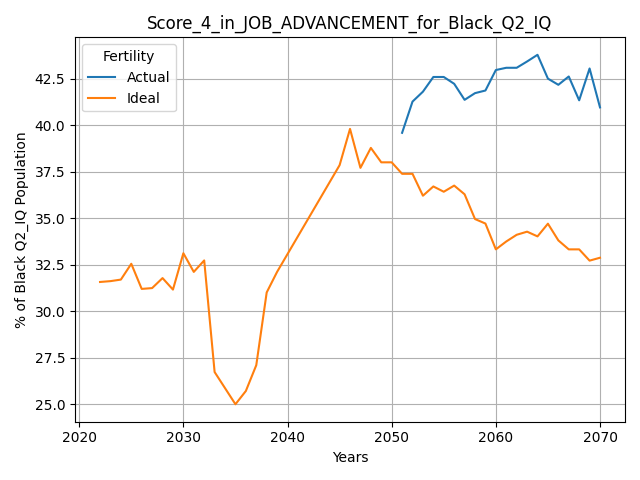 Score_4_in_JOB_ADVANCEMENT_for_Black_Q2_IQ
Fertility
Actual
Ideal
% of Black Q2_IQ Population
42.5
40.0
37.5
35.0
32.5
30.0
27.5
25.0
2020 2030 2040 2050 2060 2070
Years